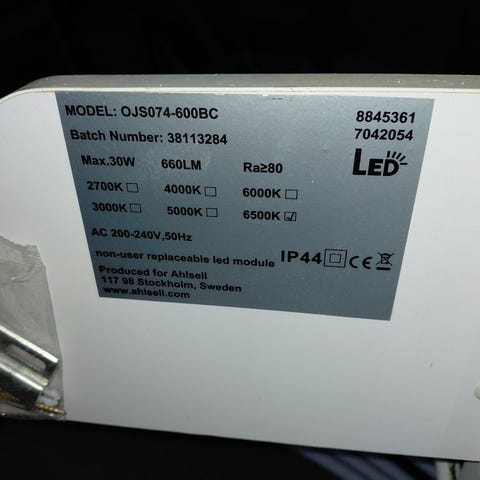 MODEL: OJS074-600BC 8845361
Batch Number: 38113284 7042054
Max.30W 660LM Ra≥80 LED
2700K☐ 4000K☐ 6000K☐
3000K☐ 5000K☐ 6500K☑
AC 200-240V,50Hz
non-user replaceable led module IP44 CE
Produced for Ahlsell
117 98 Stockholm, Sweden
www.ahlsell.com